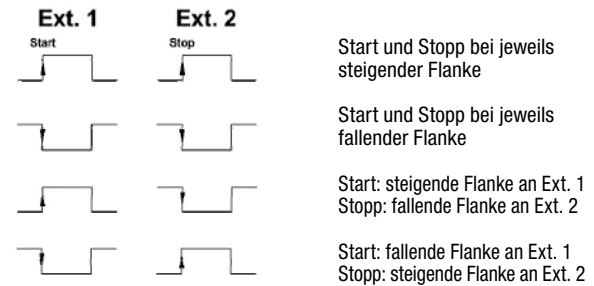 Ext. 1 Ext. 2
Start Stop
Start und Stopp bei jeweils
steigender Flanke
Start und Stopp bei jeweils
fallender Flanke
Start: steigende Flanke an Ext. 1
Stopp: fallende Flanke an Ext. 2
Start: fallende Flanke an Ext. 1
Stopp: steigende Flanke an Ext. 2